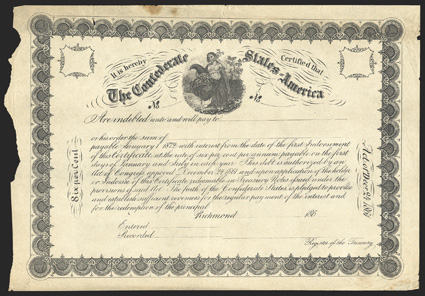 It is hereby Certified that
The Confederate States of America
No No
Are indebted unto and will pay to
or his order the sum of
payable January 1 1872 with interest from the date of the first Endorsement
of this Certificate at the rate of six per cent per annum payable on the first
days of January and July in each year. This debt is authorized by an
Act of Congress approved December 24 1861 and upon application of the holder
or Indorsee of this Certificate redeemable in Treasury Notes fund under the
provisions of said Act. The faith of the Confederate States is pledged to provide
and establish sufficient revenues for the regular payment of the interest and
for the redemption of the principal.
Richmond 186
Entered
Recorded
Register of the Treasury
Six per Cent
Act of Decr 24 1861